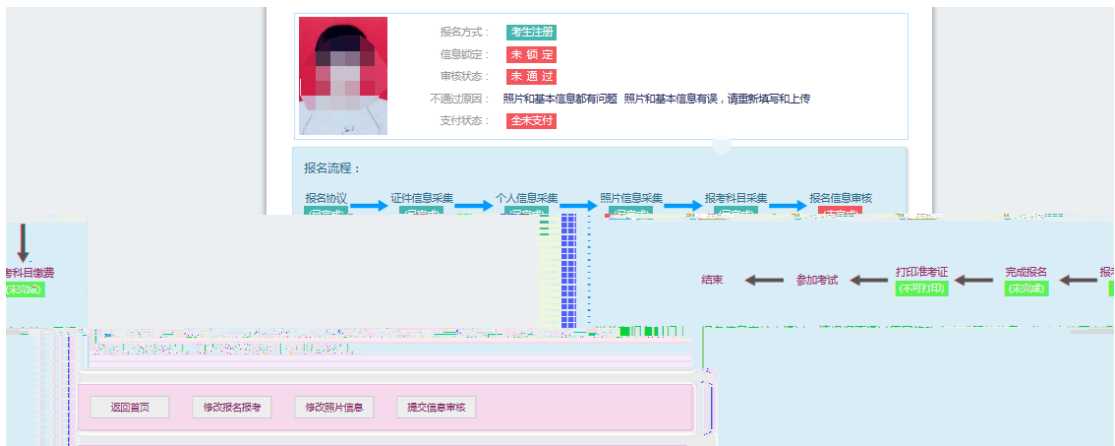 报名方式： 考生注册
信息锁定： 未 锁 定
审核状态： 未 通 过
不通过原因： 照片和基本信息都有问题 照片和基本信息有误，请重新填写和上传
支付状态： 全未支付
报名流程：
报名协议 证件信息采集 个人信息采集 照片信息采集 报考科目采集 报名信息审核
考科目缴费 结束 参加考试 打印准考证 完成报名 报考
(未完成) (不可打印) (未完成)
返回首页 修改报名报考 修改照片信息 提交信息审核